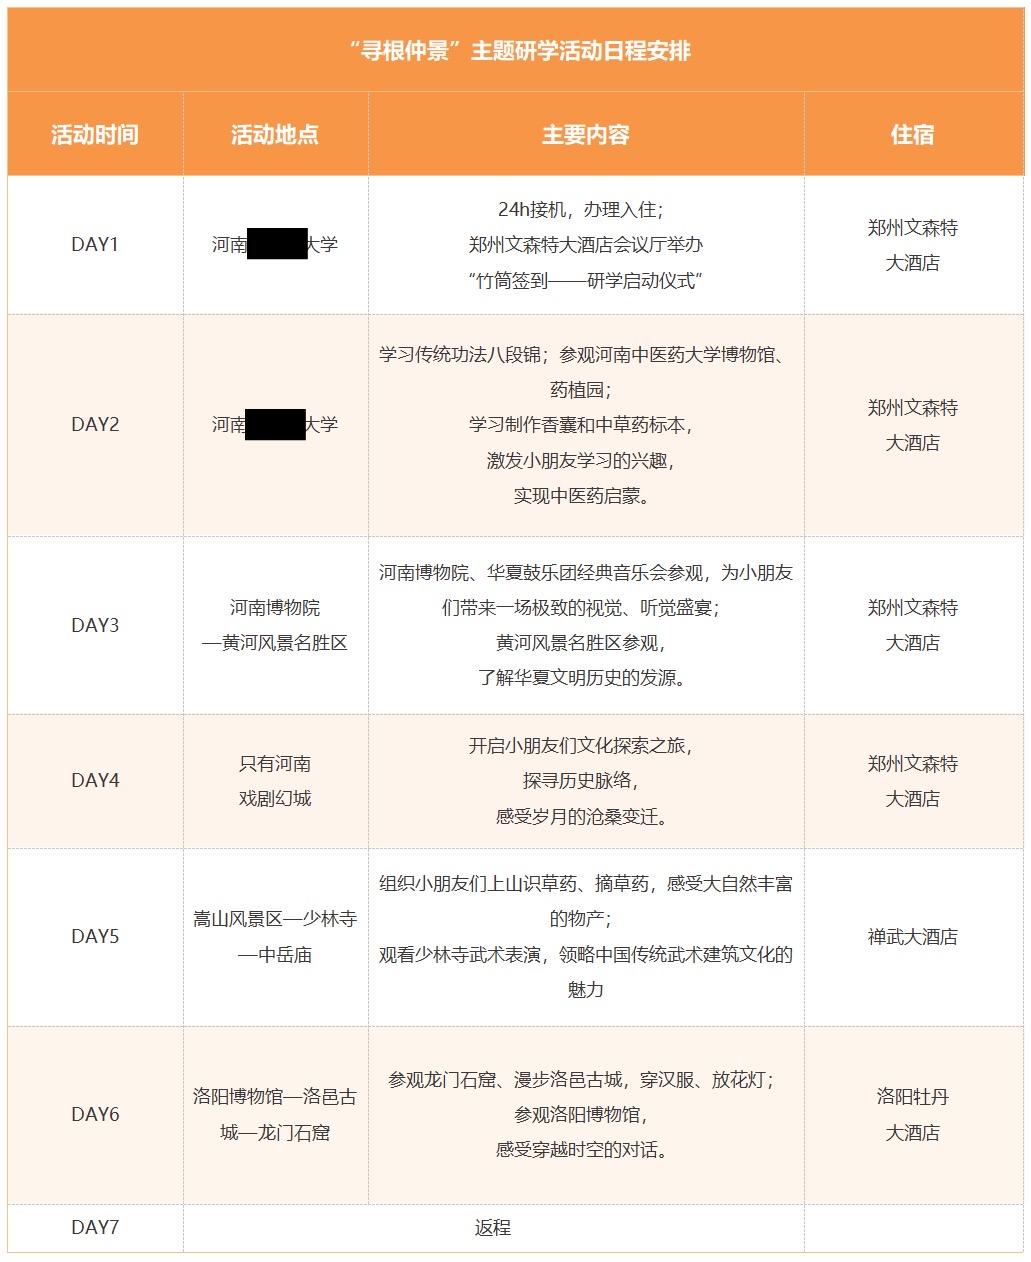 “寻根仲景”主题研学活动日程安排
活动时间
活动地点
主要内容
住宿
DAY1
河南
大学
24h接机，办理入住；
郑州文森特大酒店会议厅举办
“竹筒签到——研学启动仪式”
郑州文森特
大酒店
DAY2
河南
大学
学习传统功法八段锦；参观河南中医药大学博物馆、
药植园；
学习制作香囊和中草药标本，
激发小朋友学习的兴趣，
实现中医药启蒙。
郑州文森特
大酒店
DAY3
河南博物院
—黄河风景名胜区
河南博物院、华夏鼓乐团经典音乐会参观，为小朋友
们带来一场极致的视觉、听觉盛宴；
黄河风景名胜区参观，
了解华夏文明历史的发源。
郑州文森特
大酒店
DAY4
只有河南
戏剧幻城
开启小朋友们文化探索之旅，
探寻历史脉络，
感受岁月的沧桑变迁。
郑州文森特
大酒店
DAY5
嵩山风景区—少林寺
—中岳庙
组织小朋友们上山识草药、摘草药，感受大自然丰富
的物产；
观看少林寺武术表演，领略中国传统武术建筑文化的
魅力
禅武大酒店
DAY6
洛阳博物馆—洛邑古
城—龙门石窟
参观龙门石窟、漫步洛邑古城，穿汉服、放花灯；
参观洛阳博物馆，
感受穿越时空的对话。
洛阳牡丹
大酒店
DAY7
返程